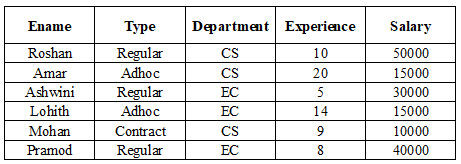 Ename Type Department Experience Salary
Roshan Regular CS 10 50000
Amar Adhoc CS 20 15000
Ashwini Regular EC 5 30000
Lohith Adhoc EC 14 15000
Mohan Contract CS 9 10000
Pramod Regular EC 8 40000